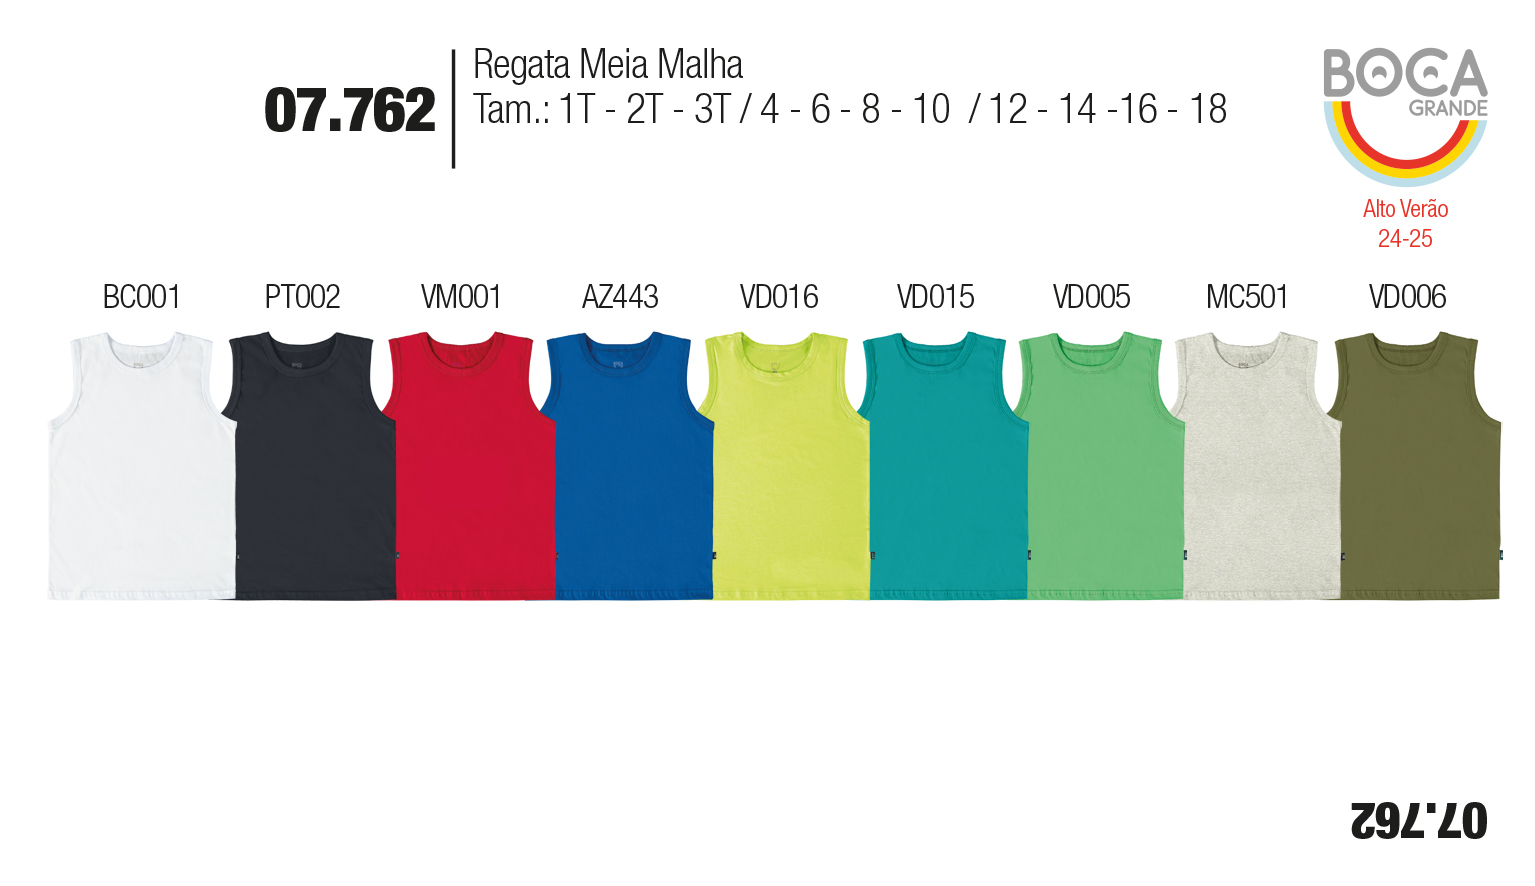 07.762
Regata Meia Malha
Tam.: 1T - 2T - 3T / 4 - 6 - 8 - 10 / 12 - 14 -16 - 18
BOCA
GRANDE
Alto Verão
24-25
BC001 PT002 VM001 AZ443 VD016 VD015 VD005 MC501 VD006
07.762